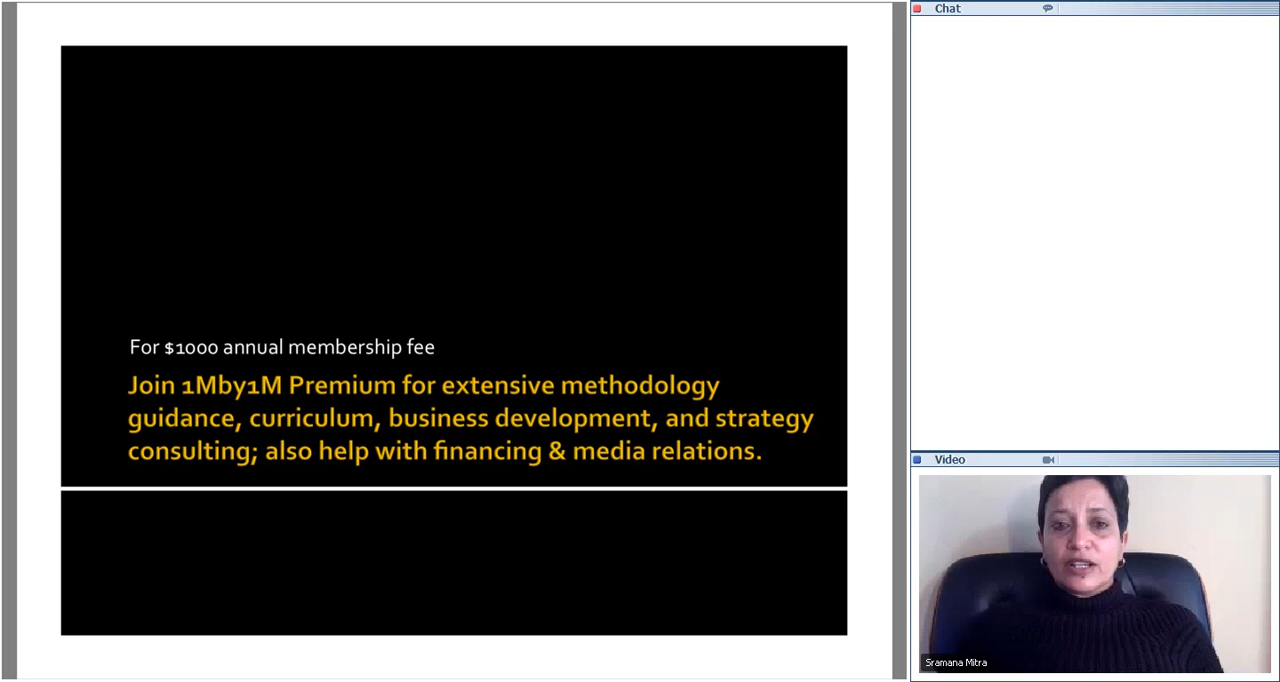 For $1000 annual membership fee
Join 1Mby1M Premium for extensive methodology
guidance, curriculum, business development, and strategy
consulting; also help with financing & media relations.
Chat
Video
Sramana Mitra